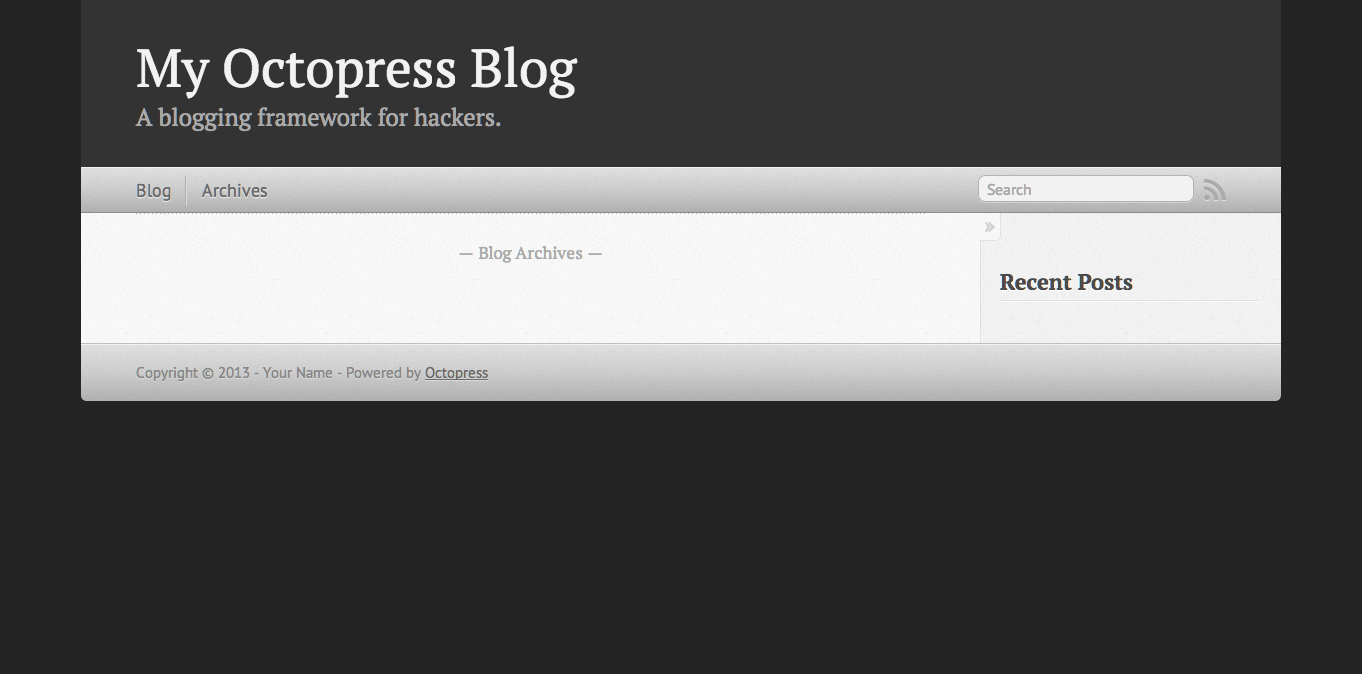 My Octopress Blog
A blogging framework for hackers.
Blog Archives
Search
»
— Blog Archives —
Recent Posts
Copyright © 2013 - Your Name - Powered by Octopress